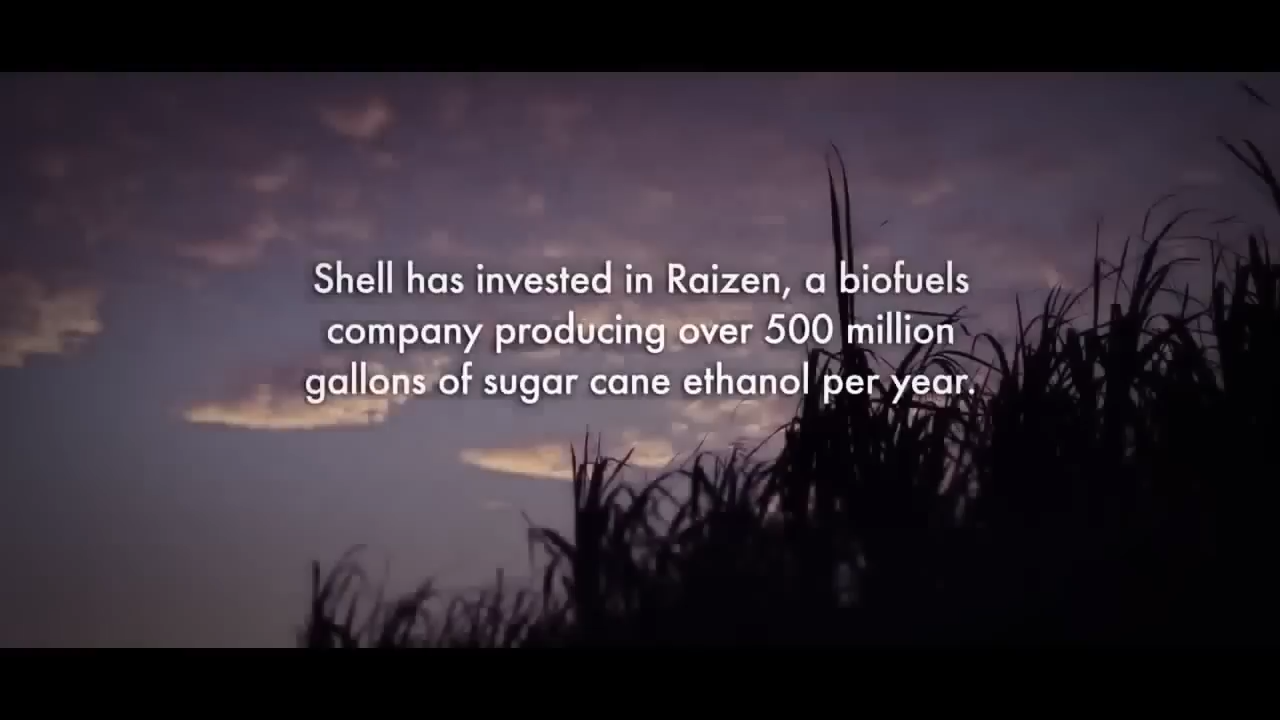 Shell has invested in Raizen, a biofuels
company producing over 500 million
gallons of sugar cane ethanol per year.